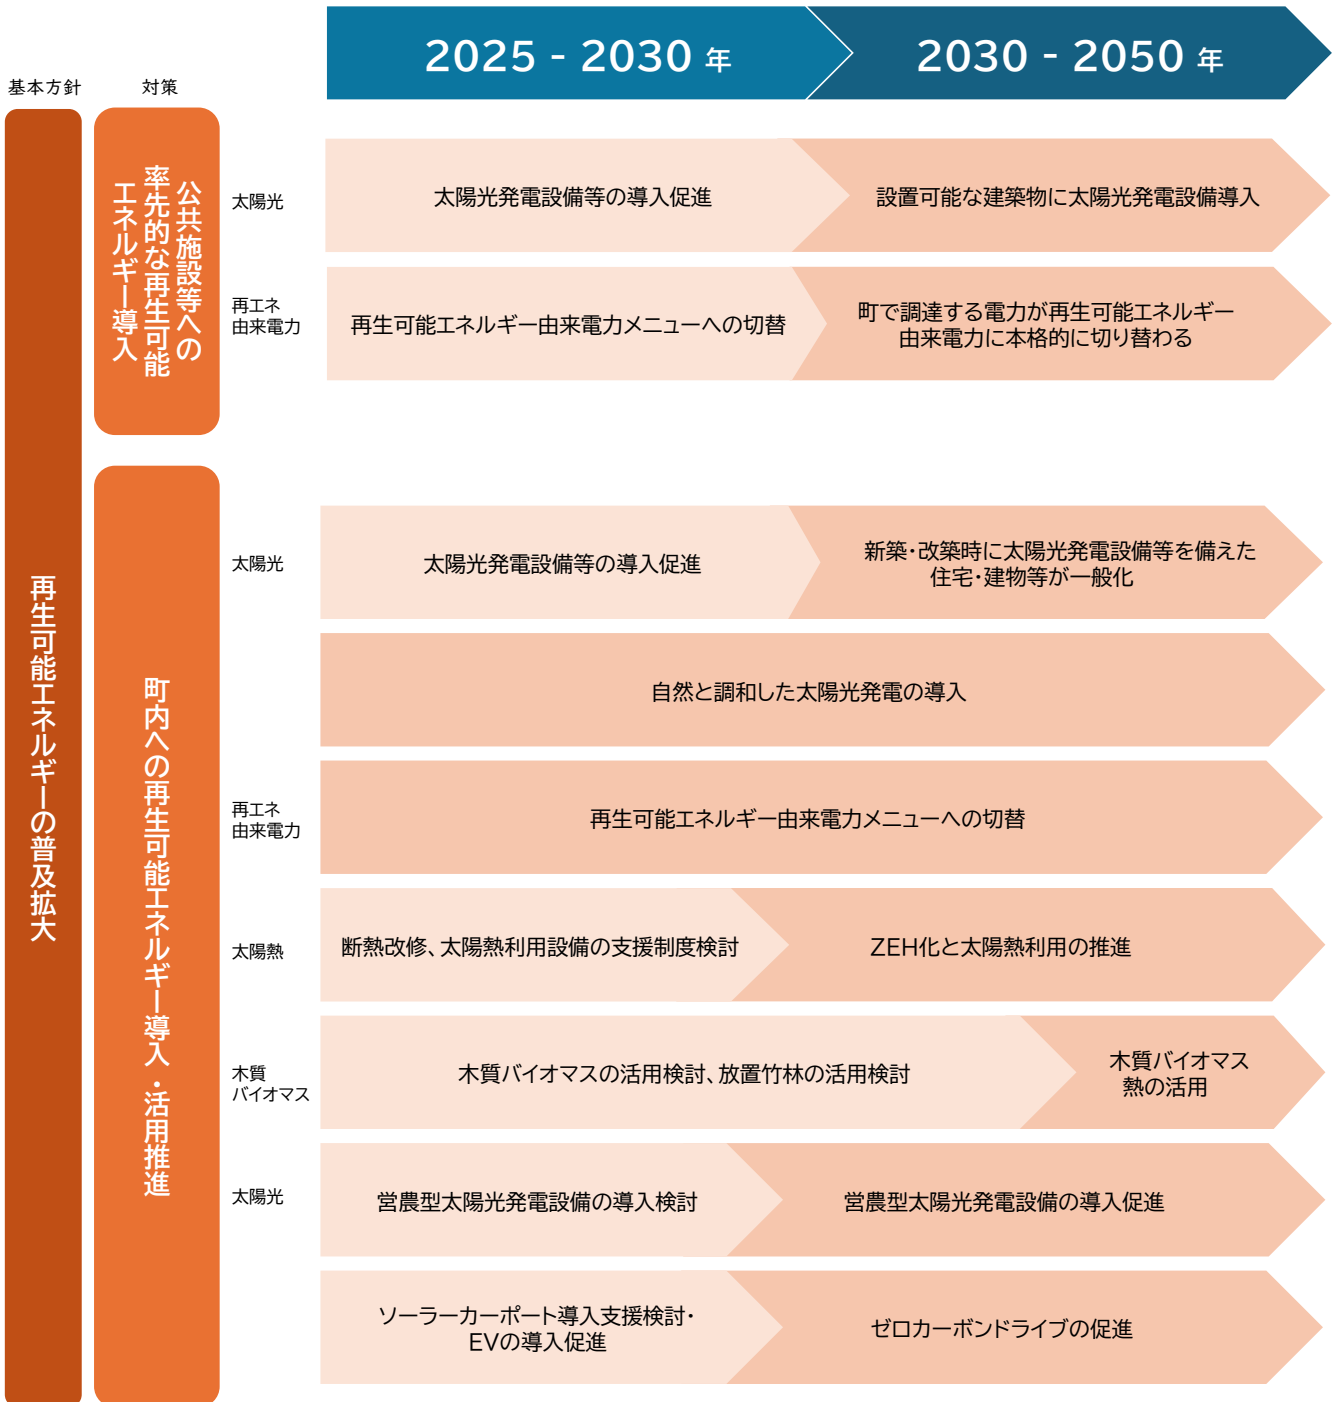 2025 - 2030 年
2030 - 2050 年
基本方針
対策
再生可能エネルギーの普及拡大
公共施設等への
率先的な再生可能
エネルギー導入
太陽光
太陽光発電設備等の導入促進
設置可能な建築物に太陽光発電設備導入
再エネ
由来電力
再生可能エネルギー由来電力メニューへの切替
町で調達する電力が再生可能エネルギー
由来電力に本格的に切り替わる
町内への再生可能エネルギー導入・活用推進
太陽光
太陽光発電設備等の導入促進
新築・改築時に太陽光発電設備等を備えた
住宅・建物等が一般化
自然と調和した太陽光発電の導入
再エネ
由来電力
再生可能エネルギー由来電力メニューへの切替
太陽熱
断熱改修、太陽熱利用設備の支援制度検討
ZEH化と太陽熱利用の推進
木質
バイオマス
木質バイオマスの活用検討、放置竹林の活用検討
木質バイオマス
熱の活用
太陽光
営農型太陽光発電設備の導入検討
営農型太陽光発電設備の導入促進
ソーラーカーポート導入支援検討・
EVの導入促進
ゼロカーボンドライブの促進